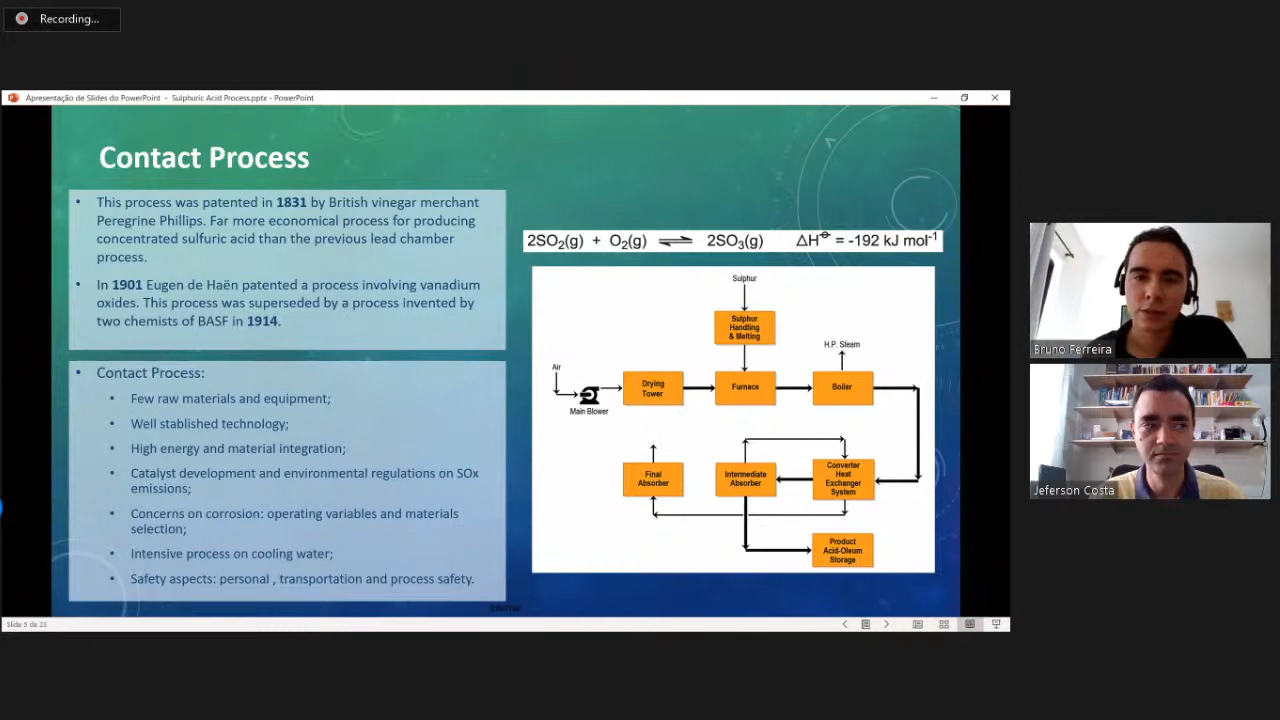 Recording...
Apresentação de Slides do PowerPoint - Sulphuric Acid Process.pptx - PowerPoint
Contact Process
• This process was patented in 1831 by British vinegar merchant
Peregrine Phillips. Far more economical process for producing
concentrated sulfuric acid than the previous lead chamber
process.
• In 1901 Eugen de Haën patented a process involving vanadium
oxides. This process was superseded by a process invented by
two chemists of BASF in 1914.
• Contact Process:
• Few raw materials and equipment;
• Well stablished technology;
• High energy and material integration;
• Catalyst development and environmental regulations on SOx
emissions;
• Concerns on corrosion: operating variables and materials
selection;
• Intensive process on cooling water;
• Safety aspects: personal , transportation and process safety.
2SO₂(g) + O₂(g) ⇌ 2SO₃(g) ΔH⦵ = -192 kJ mol⁻¹
Sulphur
Sulphur
Handling
& Melting
H.P. Steam
Air
Main Blower
Drying
Tower
Furnace
Boiler
Final
Absorber
Intermediate
Absorber
Converter
Heat
Exchanger
System
Product
Acid-Oleum
Storage
Internal
Slide 5 de 23
Bruno Ferreira
Jeferson Costa